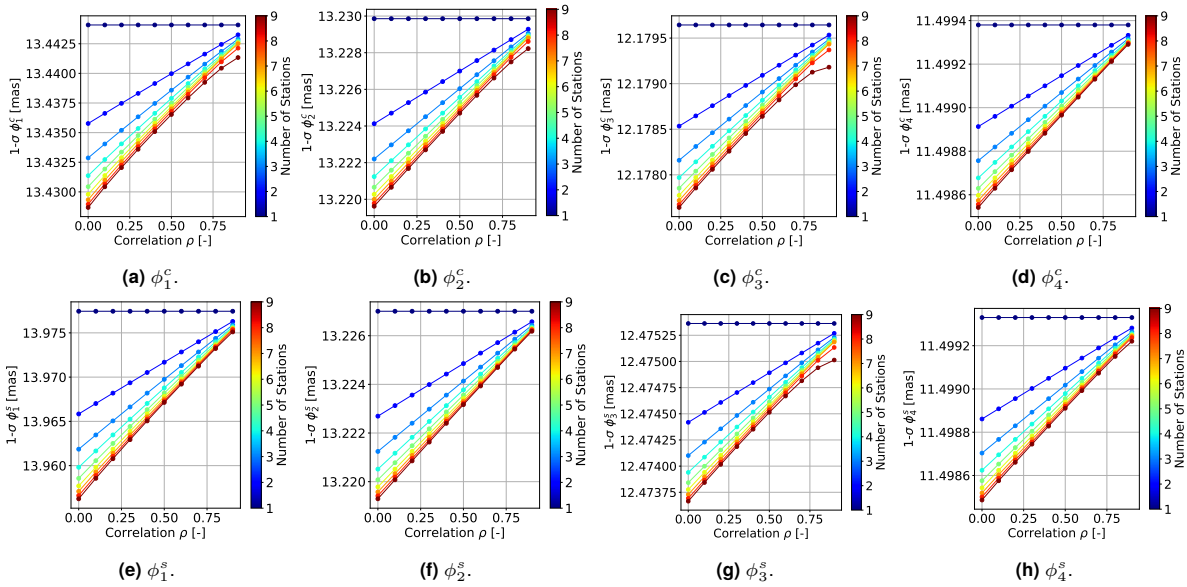 13.4425
13.4400
13.4375
13.4350
13.4325
13.4300
1-σ ϕ₁ᶜ [mas]
0.00 0.25 0.50 0.75
Correlation ρ [-]
9
8
7
6
5
4
3
2
1
Number of Stations
(a) ϕ₁ᶜ.
13.230
13.228
13.226
13.224
13.222
13.220
1-σ ϕ₂ᶜ [mas]
0.00 0.25 0.50 0.75
Correlation ρ [-]
9
8
7
6
5
4
3
2
1
Number of Stations
(b) ϕ₂ᶜ.
12.1795
12.1790
12.1785
12.1780
1-σ ϕ₃ᶜ [mas]
0.00 0.25 0.50 0.75
Correlation ρ [-]
9
8
7
6
5
4
3
2
1
Number of Stations
(c) ϕ₃ᶜ.
11.4994
11.4992
11.4990
11.4988
11.4986
1-σ ϕ₄ᶜ [mas]
0.00 0.25 0.50 0.75
Correlation ρ [-]
9
8
7
6
5
4
3
2
1
Number of Stations
(d) ϕ₄ᶜ.
13.975
13.970
13.965
13.960
1-σ ϕ₁ˢ [mas]
0.00 0.25 0.50 0.75
Correlation ρ [-]
9
8
7
6
5
4
3
2
1
Number of Stations
(e) ϕ₁ˢ.
13.226
13.224
13.222
13.220
1-σ ϕ₂ˢ [mas]
0.00 0.25 0.50 0.75
Correlation ρ [-]
9
8
7
6
5
4
3
2
1
Number of Stations
(f) ϕ₂ˢ.
12.47525
12.47500
12.47475
12.47450
12.47425
12.47400
12.47375
1-σ ϕ₃ˢ [mas]
0.00 0.25 0.50 0.75
Correlation ρ [-]
9
8
7
6
5
4
3
2
1
Number of Stations
(g) ϕ₃ˢ.
11.4992
11.4990
11.4988
11.4986
1-σ ϕ₄ˢ [mas]
0.00 0.25 0.50 0.75
Correlation ρ [-]
9
8
7
6
5
4
3
2
1
Number of Stations
(h) ϕ₄ˢ.